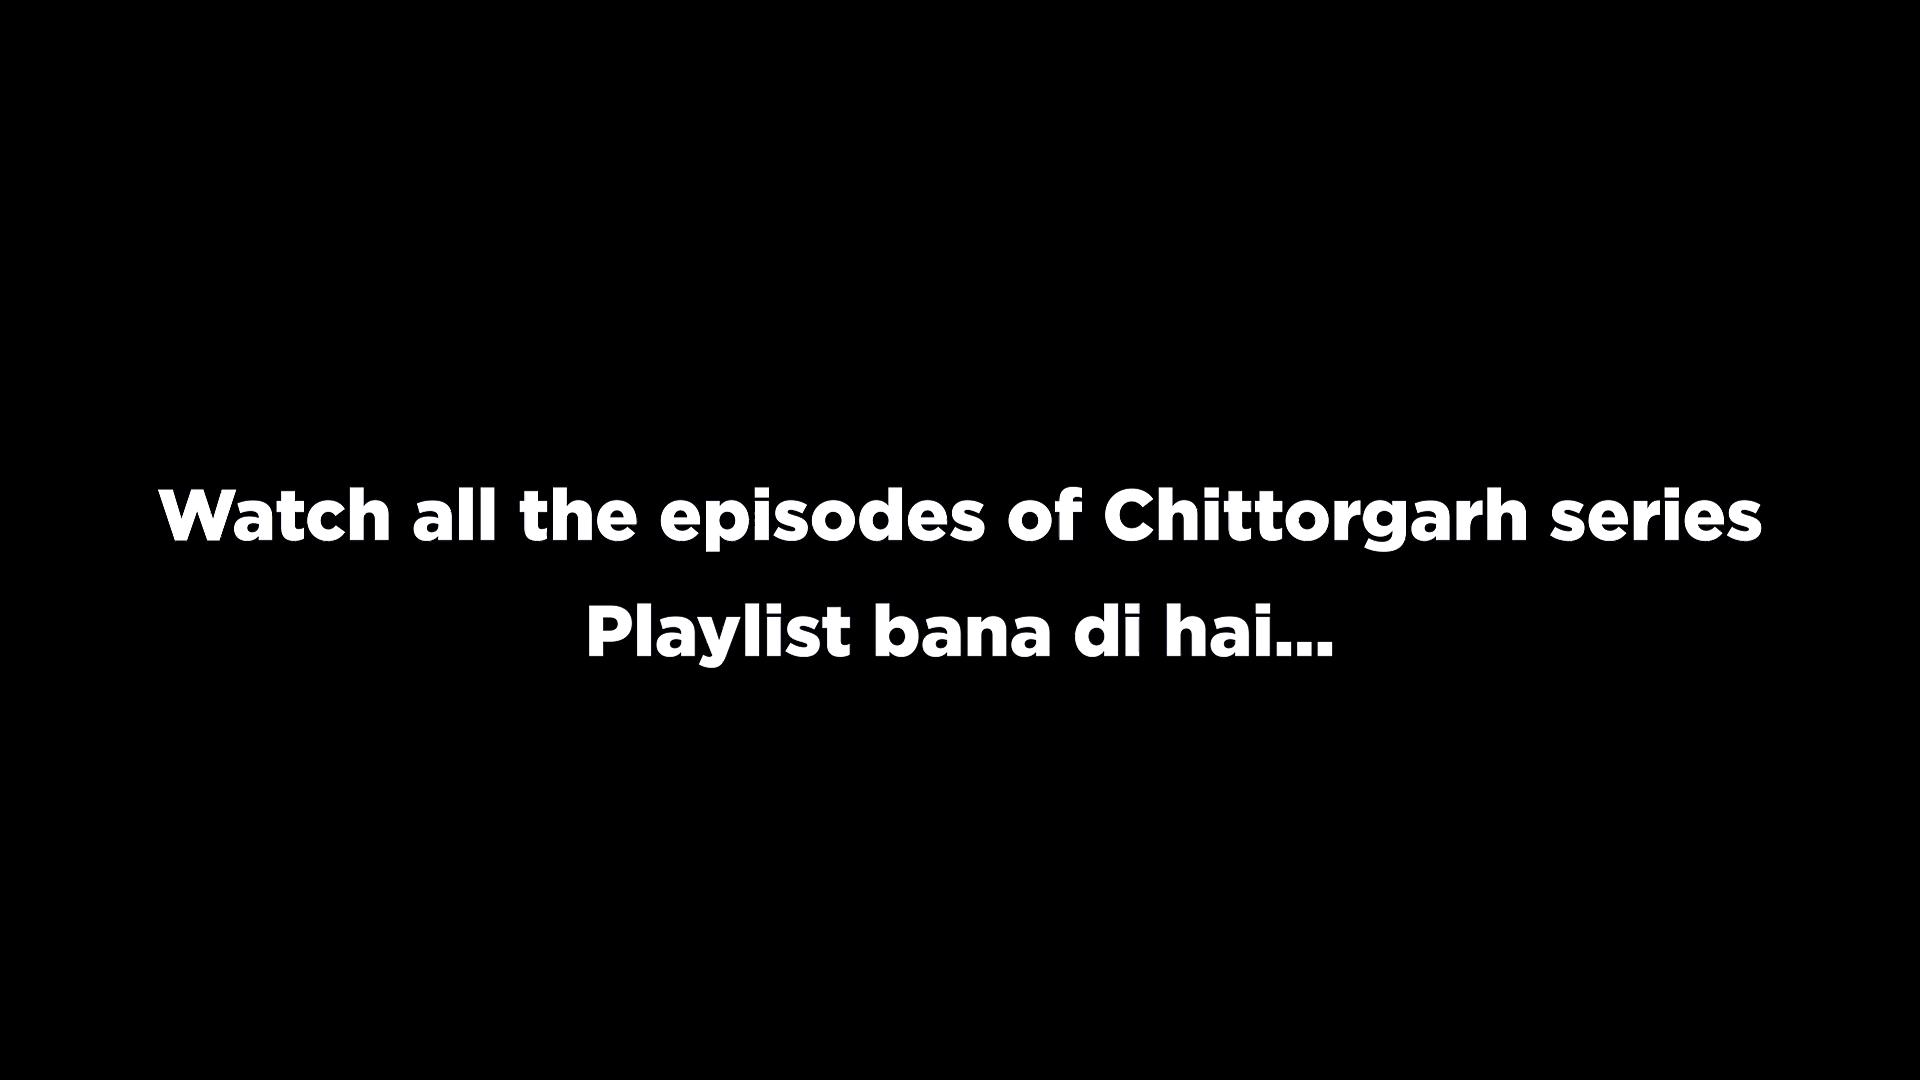 Watch all the episodes of Chittorgarh series
Playlist bana di hai...